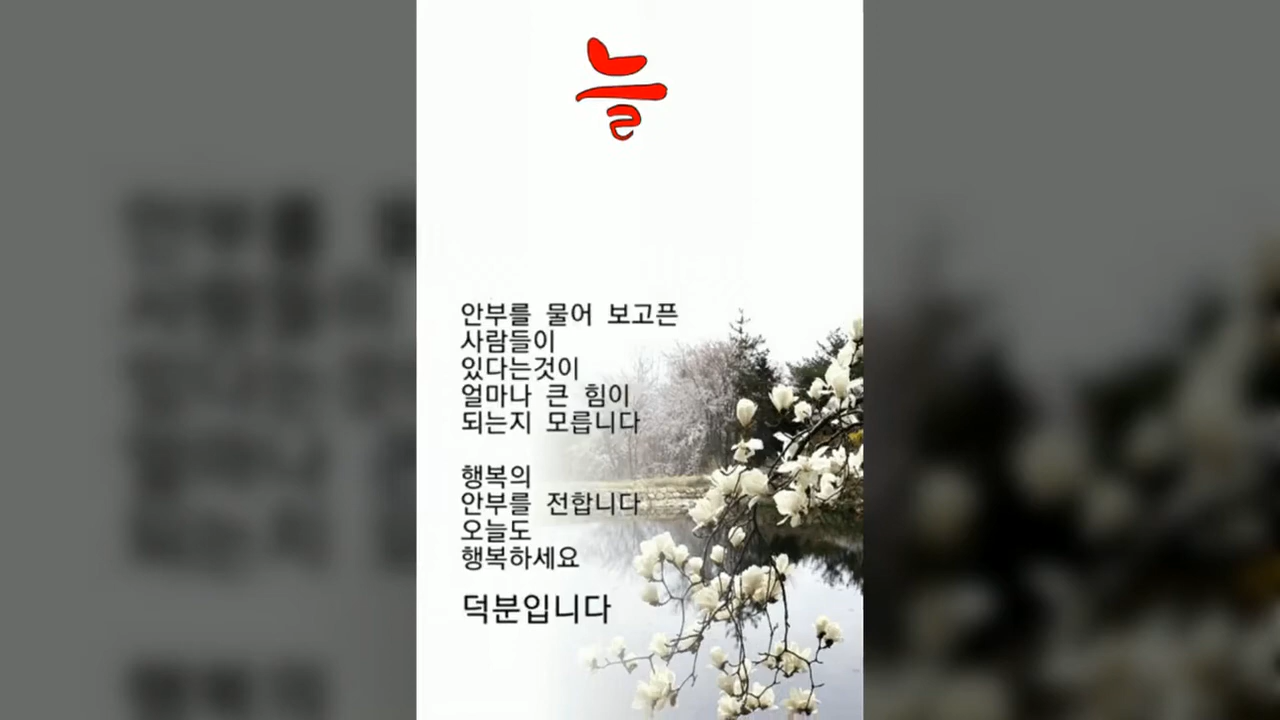 늘
안부를 물어 보고픈
사람들이
있다는것이
얼마나 큰 힘이
되는지 모릅니다
행복의
안부를 전합니다
오늘도
행복하세요
덕분입니다